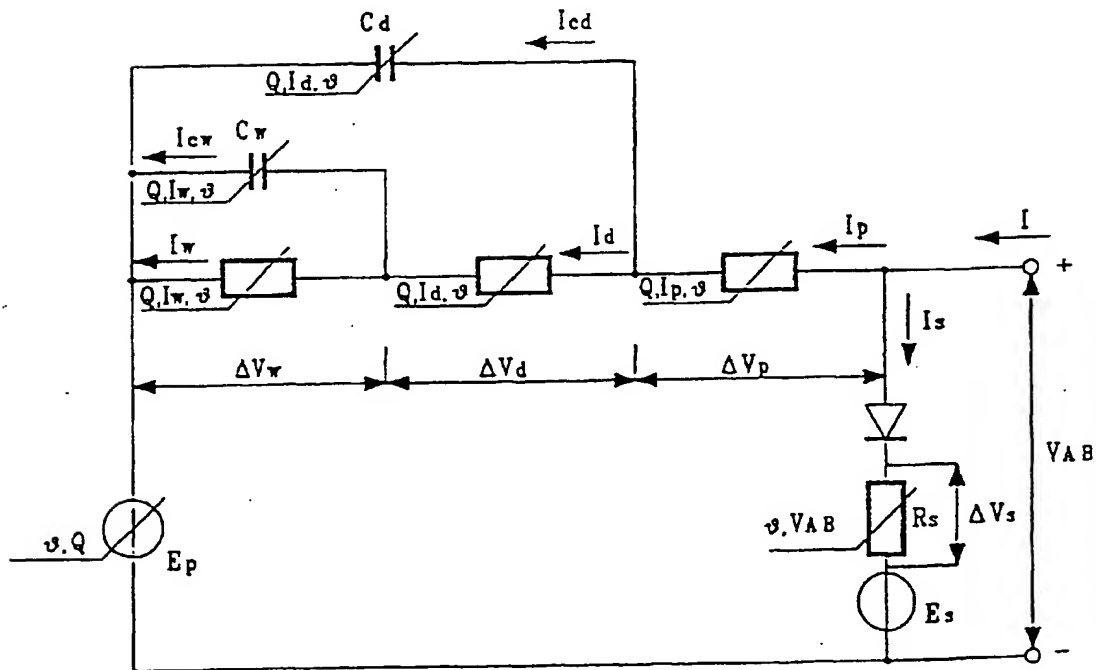 Cd
Icd
Q,Id,ϑ
Icw
Cw
Q,Iw,ϑ
Iw
Id
Ip
I
+
Q,Iw,ϑ
Q,Id,ϑ
Q,Ip,ϑ
Is
ΔVw
ΔVd
ΔVp
VAB
ϑ,VAB
Rs
ΔVs
ϑ,Q
Ep
Es
-